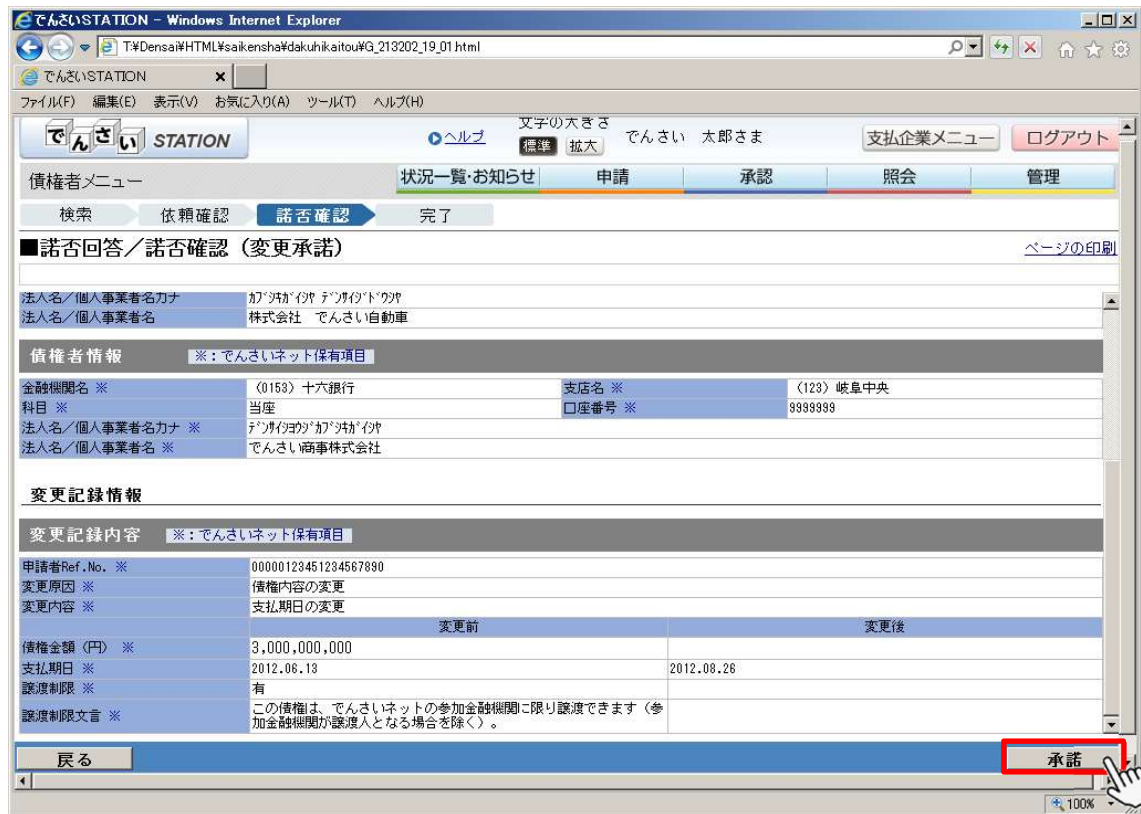 でんさいSTATION - Windows Internet Explorer
T:¥Densai¥HTML¥saikensha¥dakuhikaitou¥G_213202_19_01.html
でんさいSTATION
ファイル(F) 編集(E) 表示(V) お気に入り(A) ツール(T) ヘルプ(H)
でんさい STATION ヘルプ 文字の大きさ 標準 拡大 でんさい 太郎さま 支払企業メニュー ログアウト
債権者メニュー 状況一覧・お知らせ 申請 承認 照会 管理
検索 依頼確認 諾否確認 完了
■諾否回答/諾否確認(変更承諾) ページの印刷
法人名/個人事業者名カナ ｶﾌﾞｼｷｶﾞｲｼﾔ ﾃﾞﾝｻｲｼﾞﾄﾞｳｼﾔ
法人名/個人事業者名 株式会社 でんさい自動車
債権者情報 ※:でんさいネット保有項目
金融機関名 ※ (0153)十六銀行 支店名 ※ (123)岐阜中央
科目 ※ 当座 口座番号 ※ 9999999
法人名/個人事業者名カナ ※ ﾃﾞﾝｻｲｼﾖｳｼﾞｶﾌﾞｼｷｶﾞｲｼﾔ
法人名/個人事業者名 ※ でんさい商事株式会社
変更記録情報
変更記録内容 ※:でんさいネット保有項目
申請者Ref.No. ※ 00000123451234567890
変更原因 ※ 債権内容の変更
変更内容 ※ 支払期日の変更
変更前 変更後
債権金額(円) ※ 3,000,000,000
支払期日 ※ 2012.06.13 2012.08.26
譲渡制限 ※ 有
譲渡制限文言 ※ この債権は、でんさいネットの参加金融機関に限り譲渡できます(参
加金融機関が譲渡人となる場合を除く)。
戻る 承諾
100%